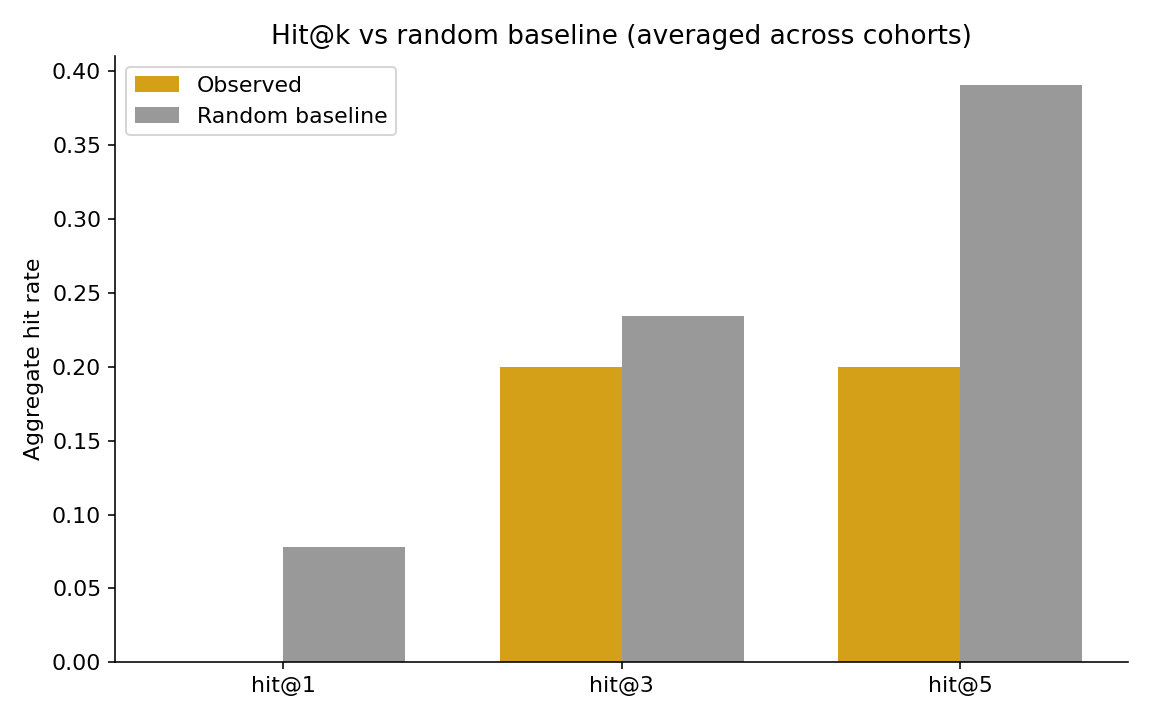 Hit@k vs random baseline (averaged across cohorts)
Observed
Random baseline
Aggregate hit rate
0.40
0.35
0.30
0.25
0.20
0.15
0.10
0.05
0.00
hit@1
hit@3
hit@5